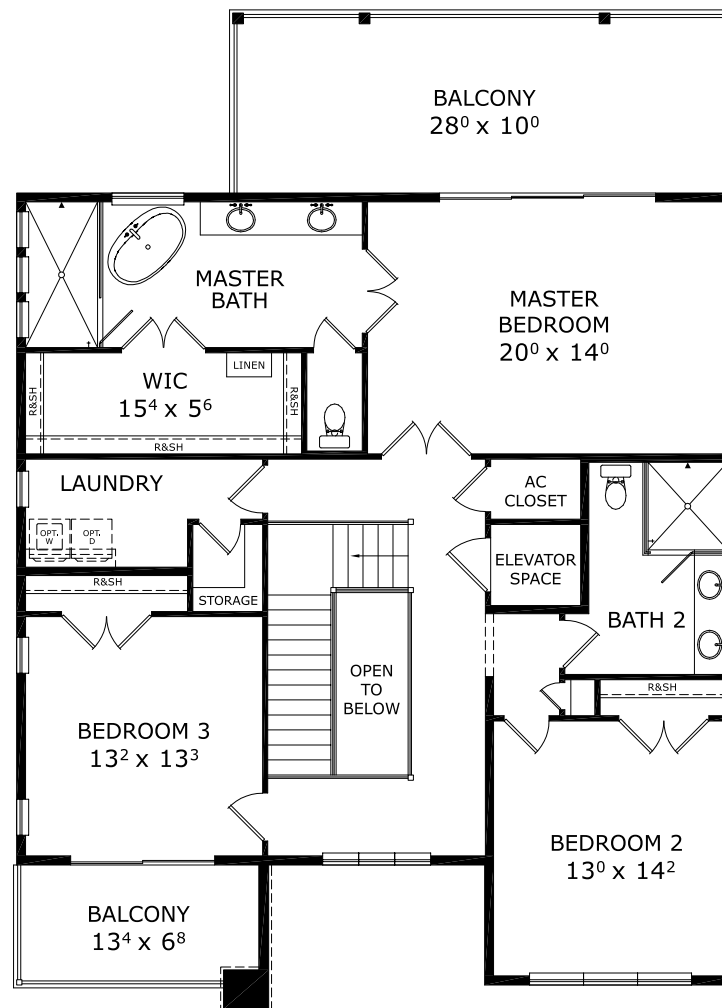 BALCONY
28⁰ x 10⁰
MASTER
BATH
MASTER
BEDROOM
20⁰ x 14⁰
LINEN
WIC
15⁴ x 5⁶
R&SH
R&SH
R&SH
LAUNDRY
AC
CLOSET
OPT.
W
OPT.
D
ELEVATOR
SPACE
R&SH
STORAGE
BATH 2
OPEN
TO
BELOW
R&SH
BEDROOM 3
13² x 13³
BEDROOM 2
13⁰ x 14²
BALCONY
13⁴ x 6⁸